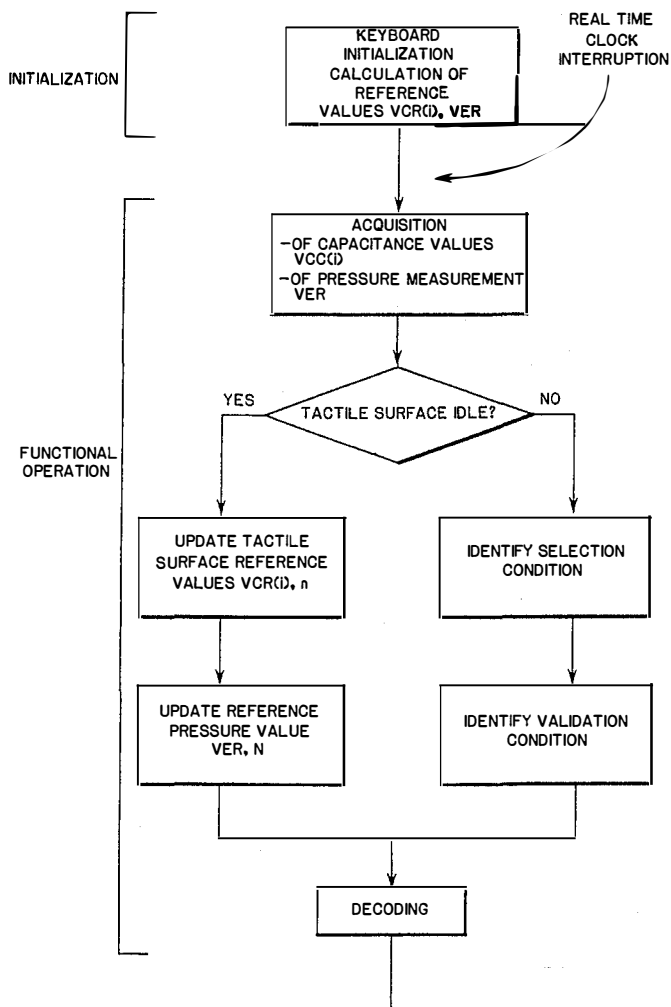 REAL TIME
CLOCK
INTERRUPTION
INITIALIZATION
KEYBOARD
INITIALIZATION
CALCULATION OF
REFERENCE
VALUES VCR(i), VER
ACQUISITION
-OF CAPACITANCE VALUES
VCC(i)
-OF PRESSURE MEASUREMENT
VER
YES
TACTILE SURFACE IDLE?
NO
FUNCTIONAL
OPERATION
UPDATE TACTILE
SURFACE REFERENCE
VALUES VCR(i), n
IDENTIFY SELECTION
CONDITION
UPDATE REFERENCE
PRESSURE VALUE
VER, N
IDENTIFY VALIDATION
CONDITION
DECODING